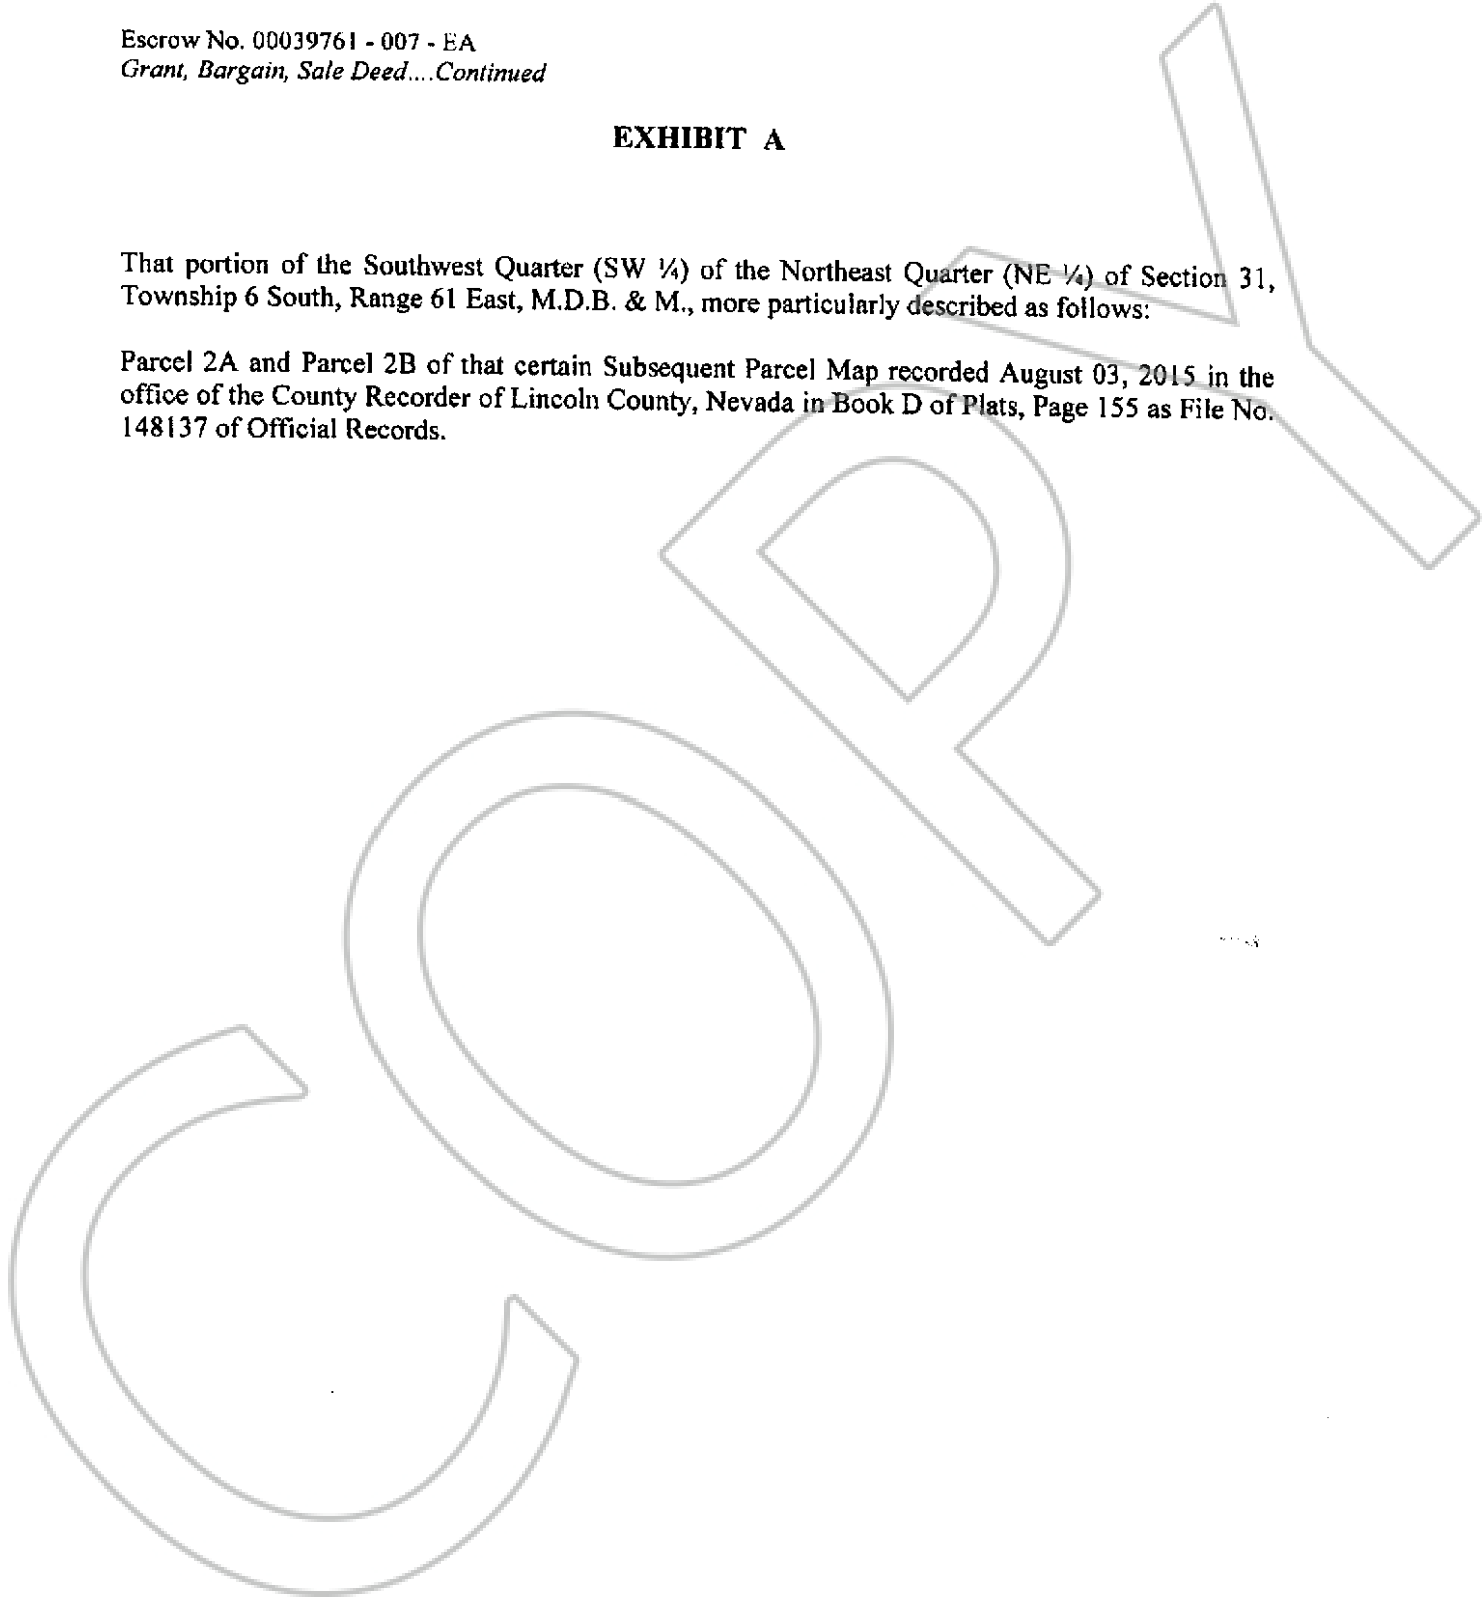 Escrow No. 00039761 - 007 - EA
Grant, Bargain, Sale Deed....Continued
EXHIBIT A
That portion of the Southwest Quarter (SW ¼) of the Northeast Quarter (NE ¼) of Section 31,
Township 6 South, Range 61 East, M.D.B. & M., more particularly described as follows:
Parcel 2A and Parcel 2B of that certain Subsequent Parcel Map recorded August 03, 2015 in the
office of the County Recorder of Lincoln County, Nevada in Book D of Plats, Page 155 as File No.
148137 of Official Records.
COPY